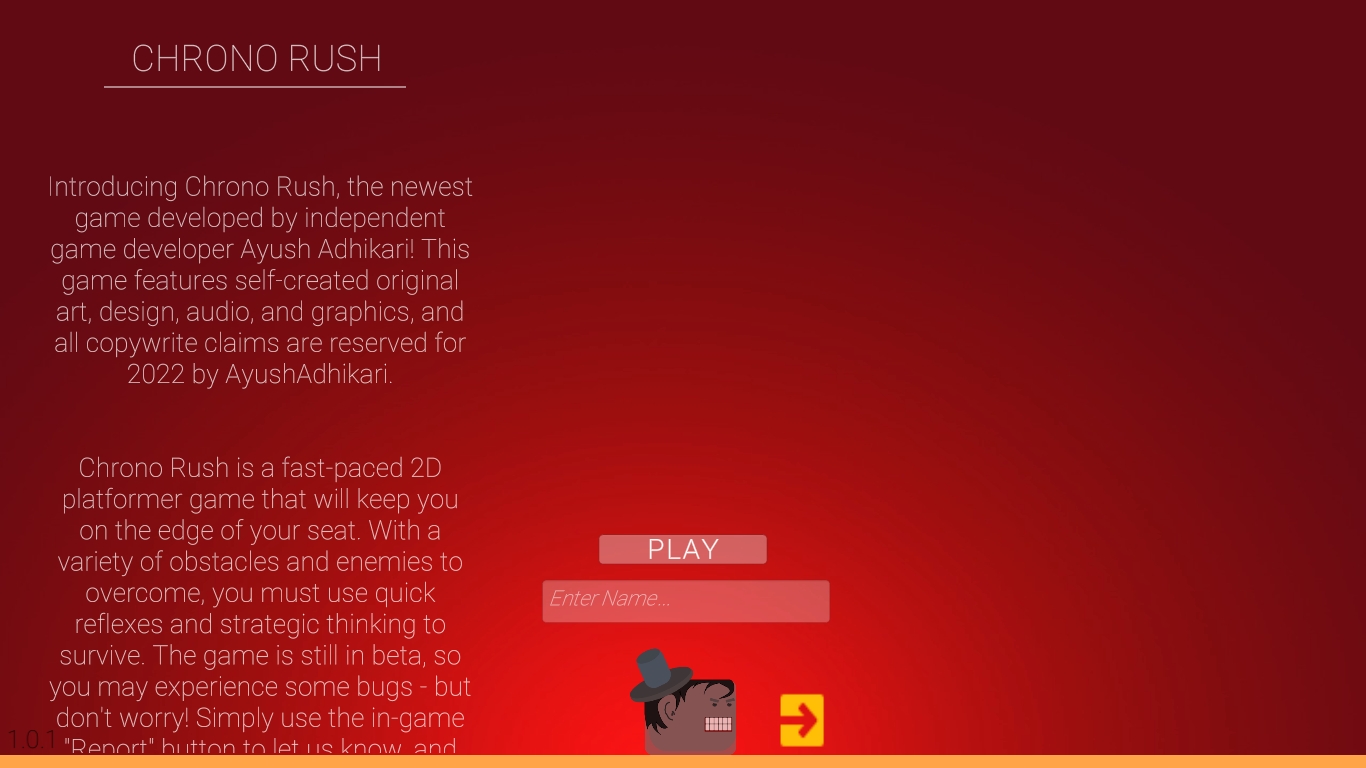 CHRONO RUSH
Introducing Chrono Rush, the newest
game developed by independent
game developer Ayush Adhikari! This
game features self-created original
art, design, audio, and graphics, and
all copywrite claims are reserved for
2022 by AyushAdhikari.
Chrono Rush is a fast-paced 2D
platformer game that will keep you
on the edge of your seat. With a
variety of obstacles and enemies to
overcome, you must use quick
reflexes and strategic thinking to
survive. The game is still in beta, so
you may experience some bugs - but
don't worry! Simply use the in-game
"Report" button to let us know, and
1.0.1
PLAY
Enter Name...